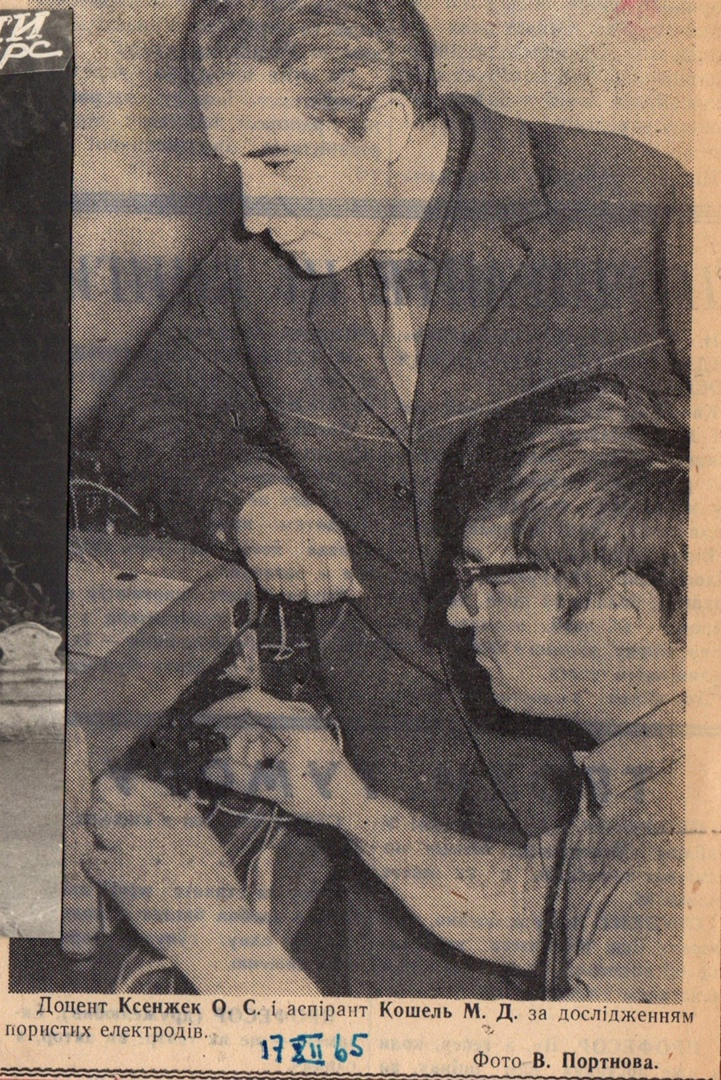 Доцент Ксенжек О. С. і аспірант Кошель М. Д. за дослідженням
пористих електродів.
17 XII 65
Фото В. Портнова.